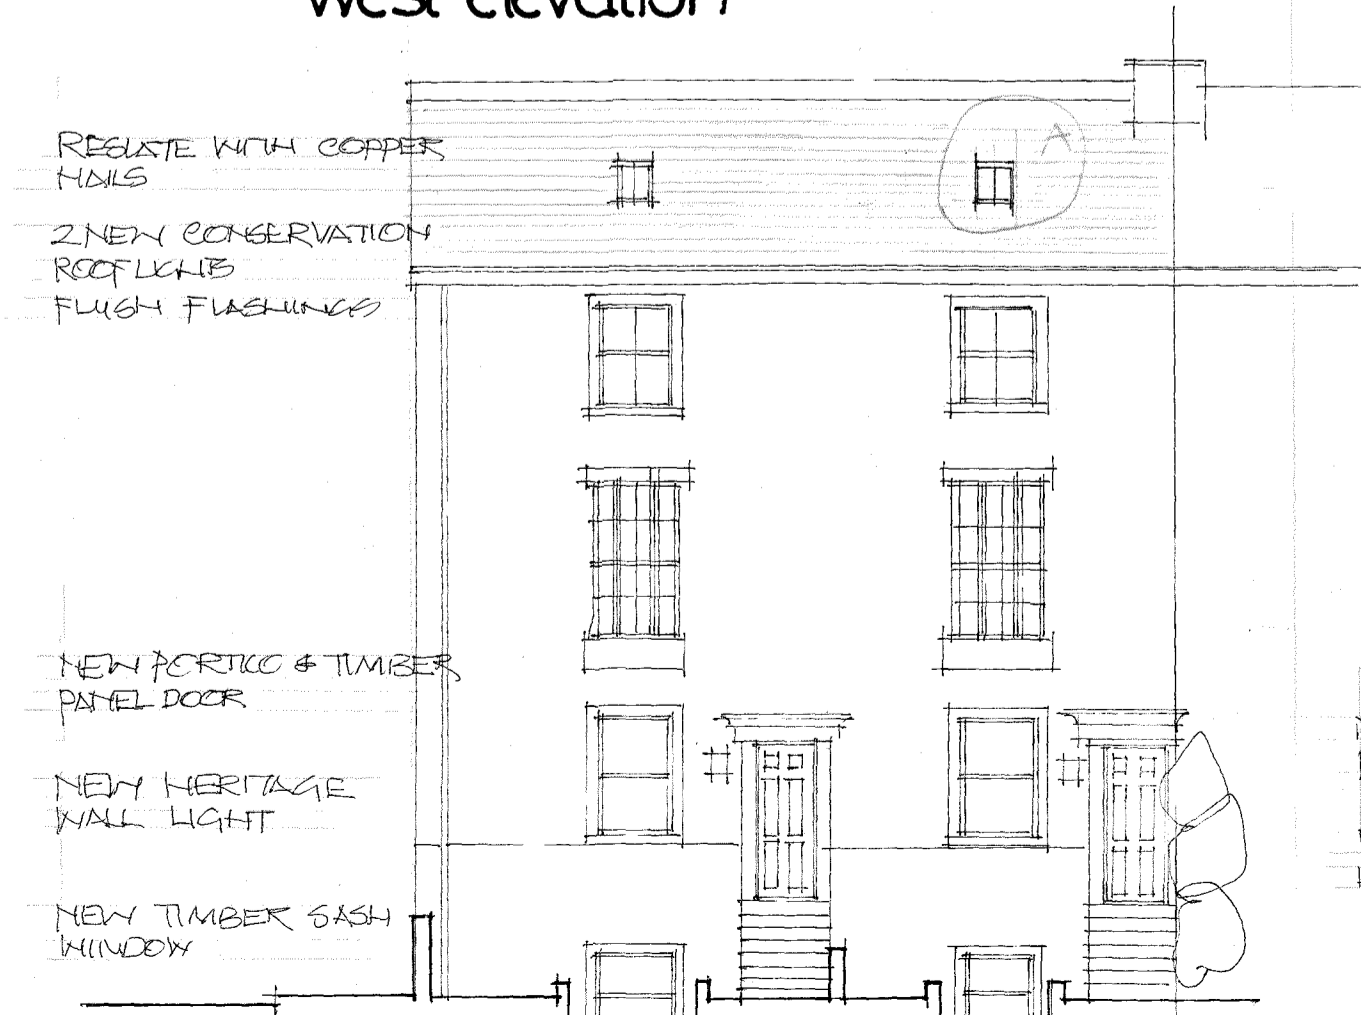 west elevation
RESLATE WITH COPPER
NAILS
2 NEW CONSERVATION
ROOFLIGHTS
FLUSH FLASHINGS
A
NEW PORTICO & TIMBER
PANEL DOOR
NEW HERITAGE
WALL LIGHT
NEW TIMBER SASH
WINDOW